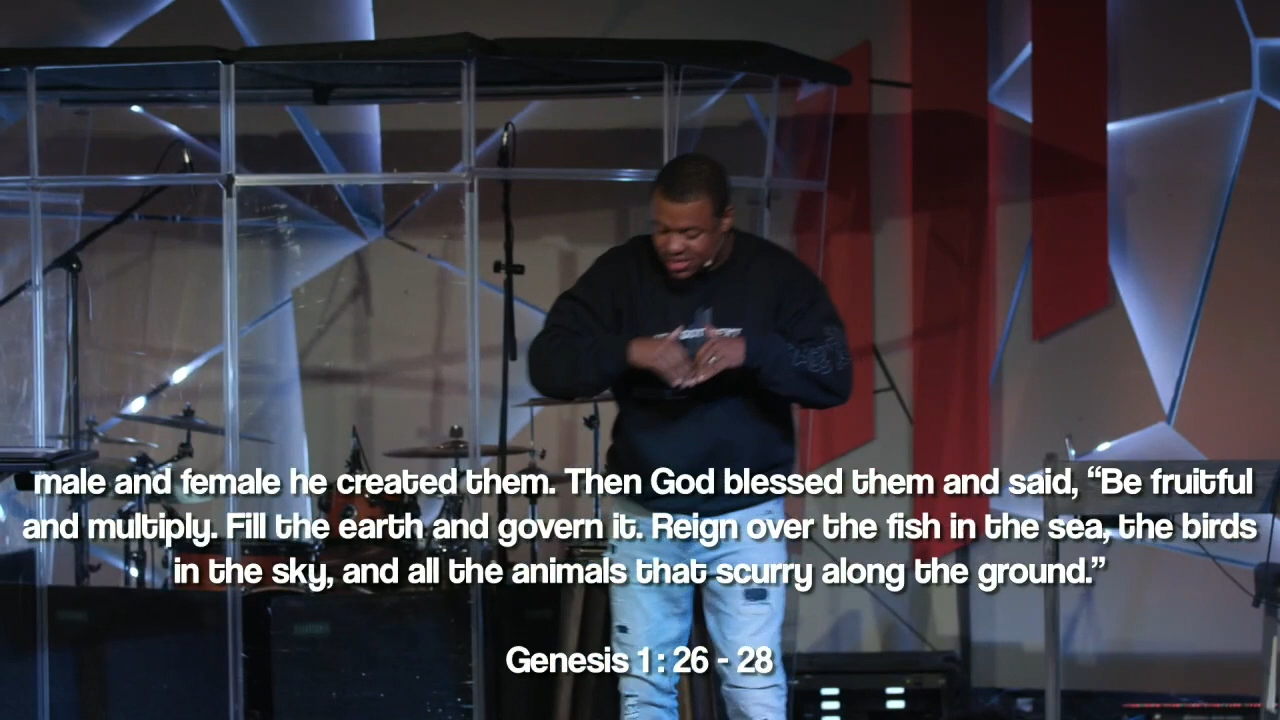 male and female he created them. Then God blessed them and said, “Be fruitful
and multiply. Fill the earth and govern it. Reign over the fish in the sea, the birds
in the sky, and all the animals that scurry along the ground.”
Genesis 1: 26 - 28